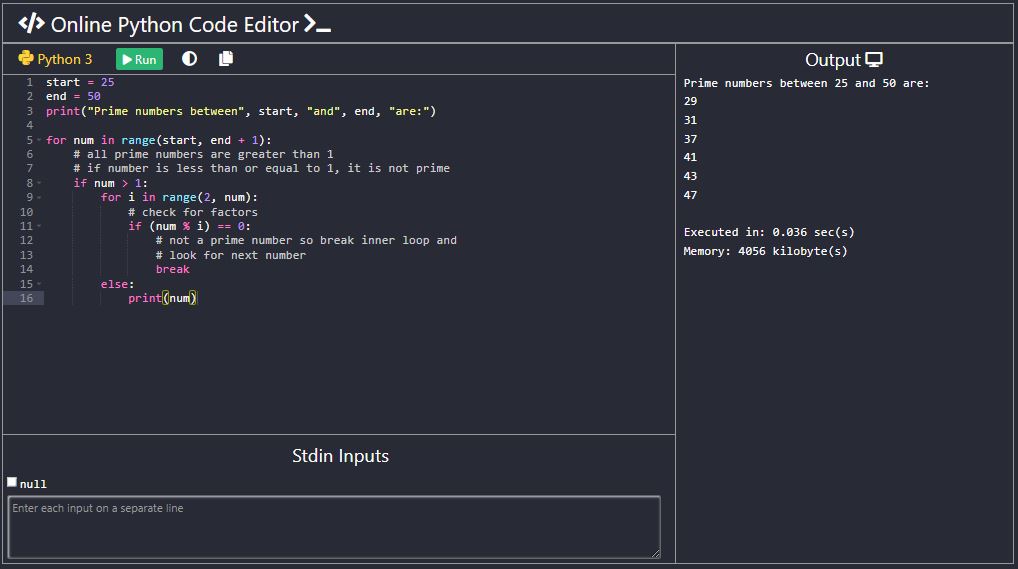 </> Online Python Code Editor >_
Python 3 Run
1 start = 25
2 end = 50
3 print("Prime numbers between", start, "and", end, "are:")
4
5 for num in range(start, end + 1):
6 # all prime numbers are greater than 1
7 # if number is less than or equal to 1, it is not prime
8 if num > 1:
9 for i in range(2, num):
10 # check for factors
11 if (num % i) == 0:
12 # not a prime number so break inner loop and
13 # look for next number
14 break
15 else:
16 print(num)
Stdin Inputs
null
Enter each input on a separate line
Output
Prime numbers between 25 and 50 are:
29
31
37
41
43
47
Executed in: 0.036 sec(s)
Memory: 4056 kilobyte(s)